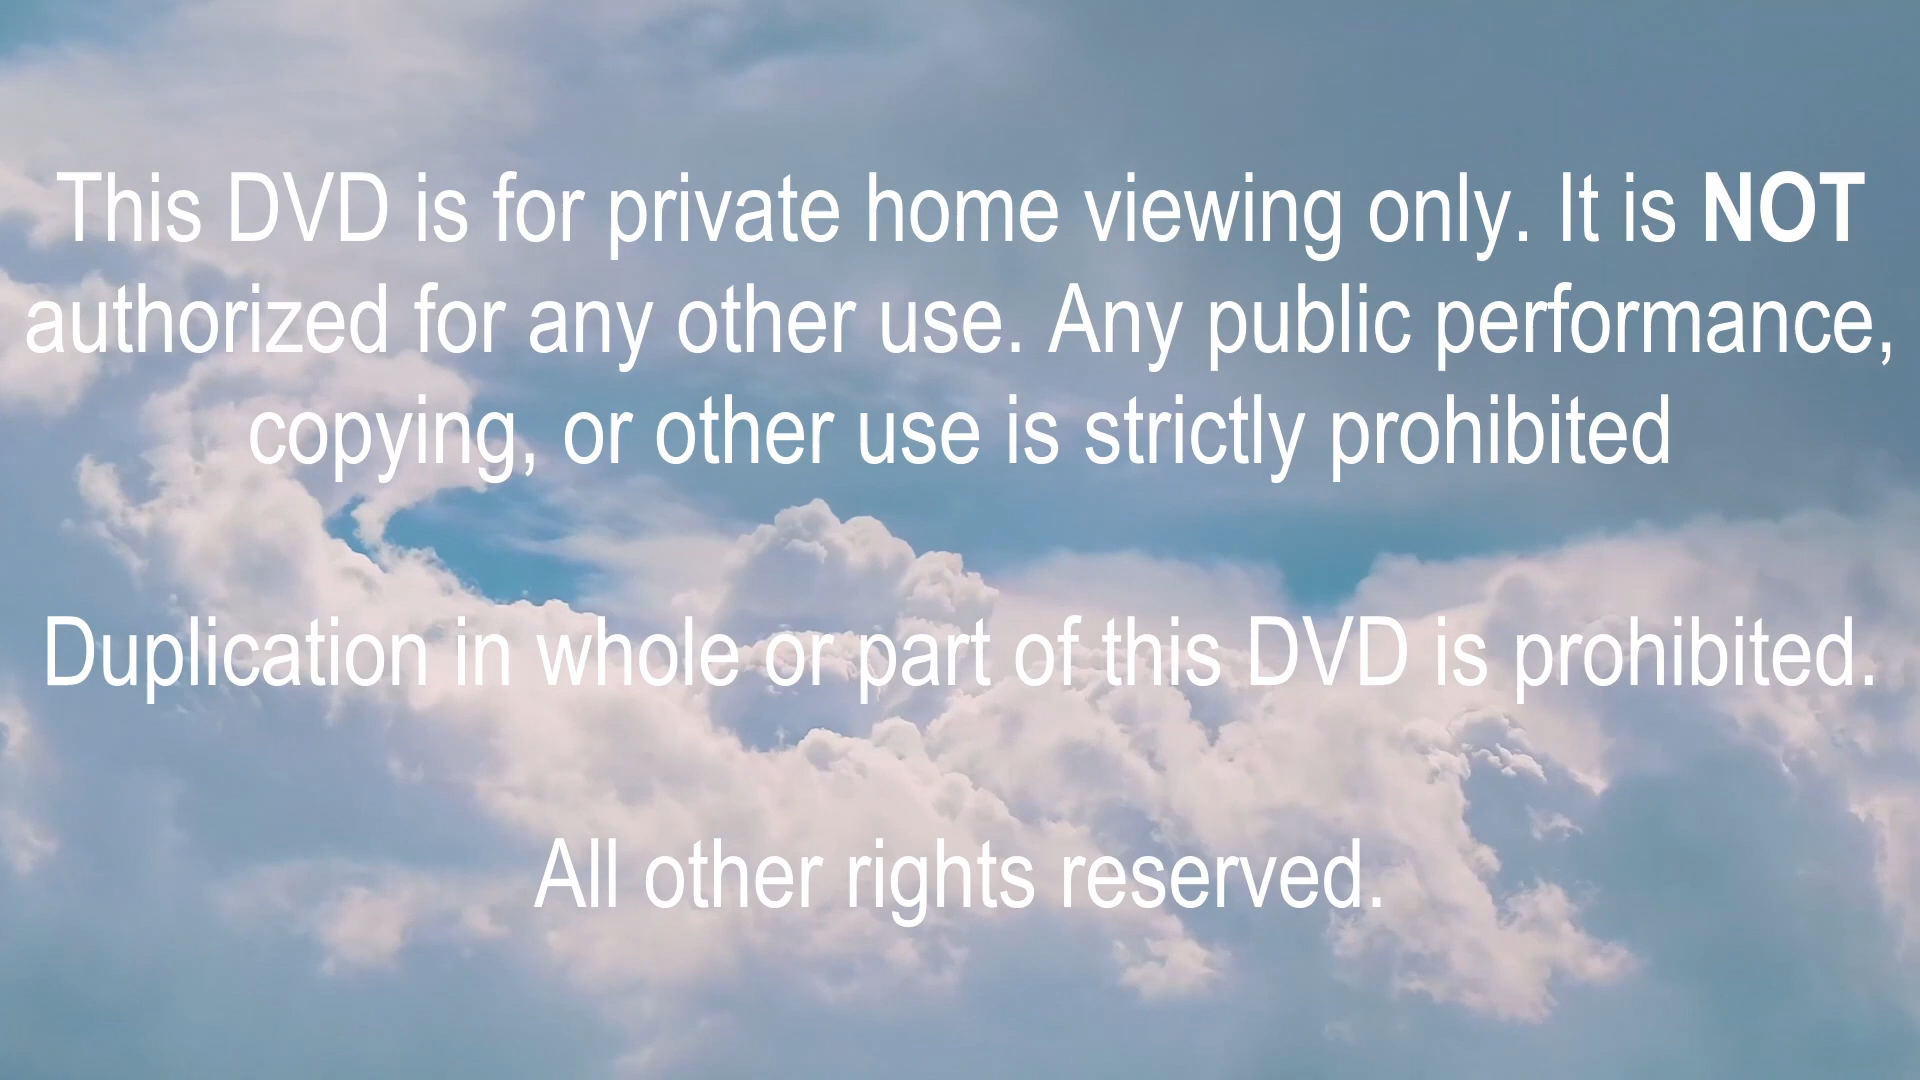 This DVD is for private home viewing only. It is NOT
authorized for any other use. Any public performance,
copying, or other use is strictly prohibited
Duplication in whole or part of this DVD is prohibited.
All other rights reserved.